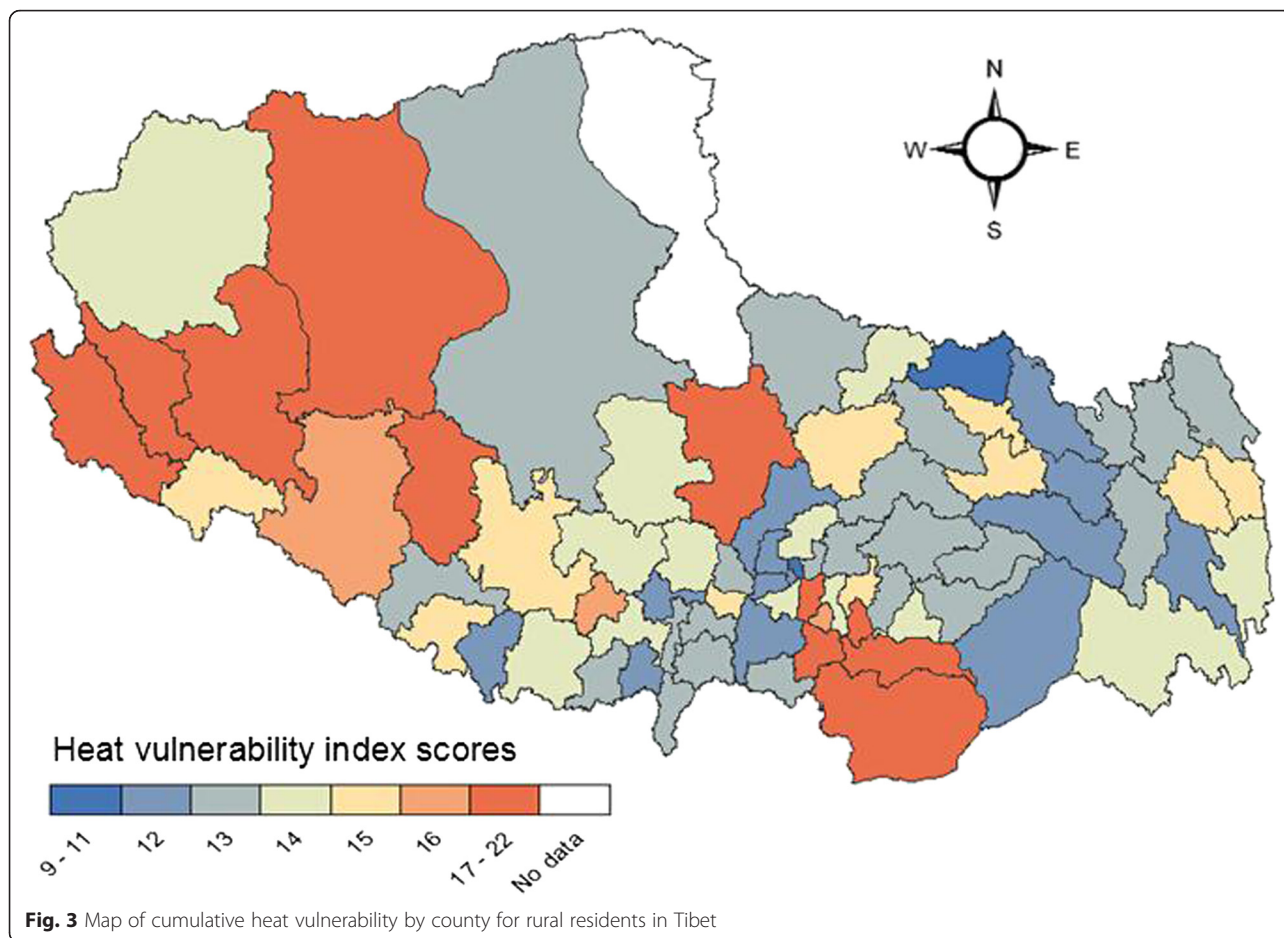 N
W E
S
Heat vulnerability index scores
9 - 11 12 13 14 15 16 17 - 22 No data
Fig. 3 Map of cumulative heat vulnerability by county for rural residents in Tibet